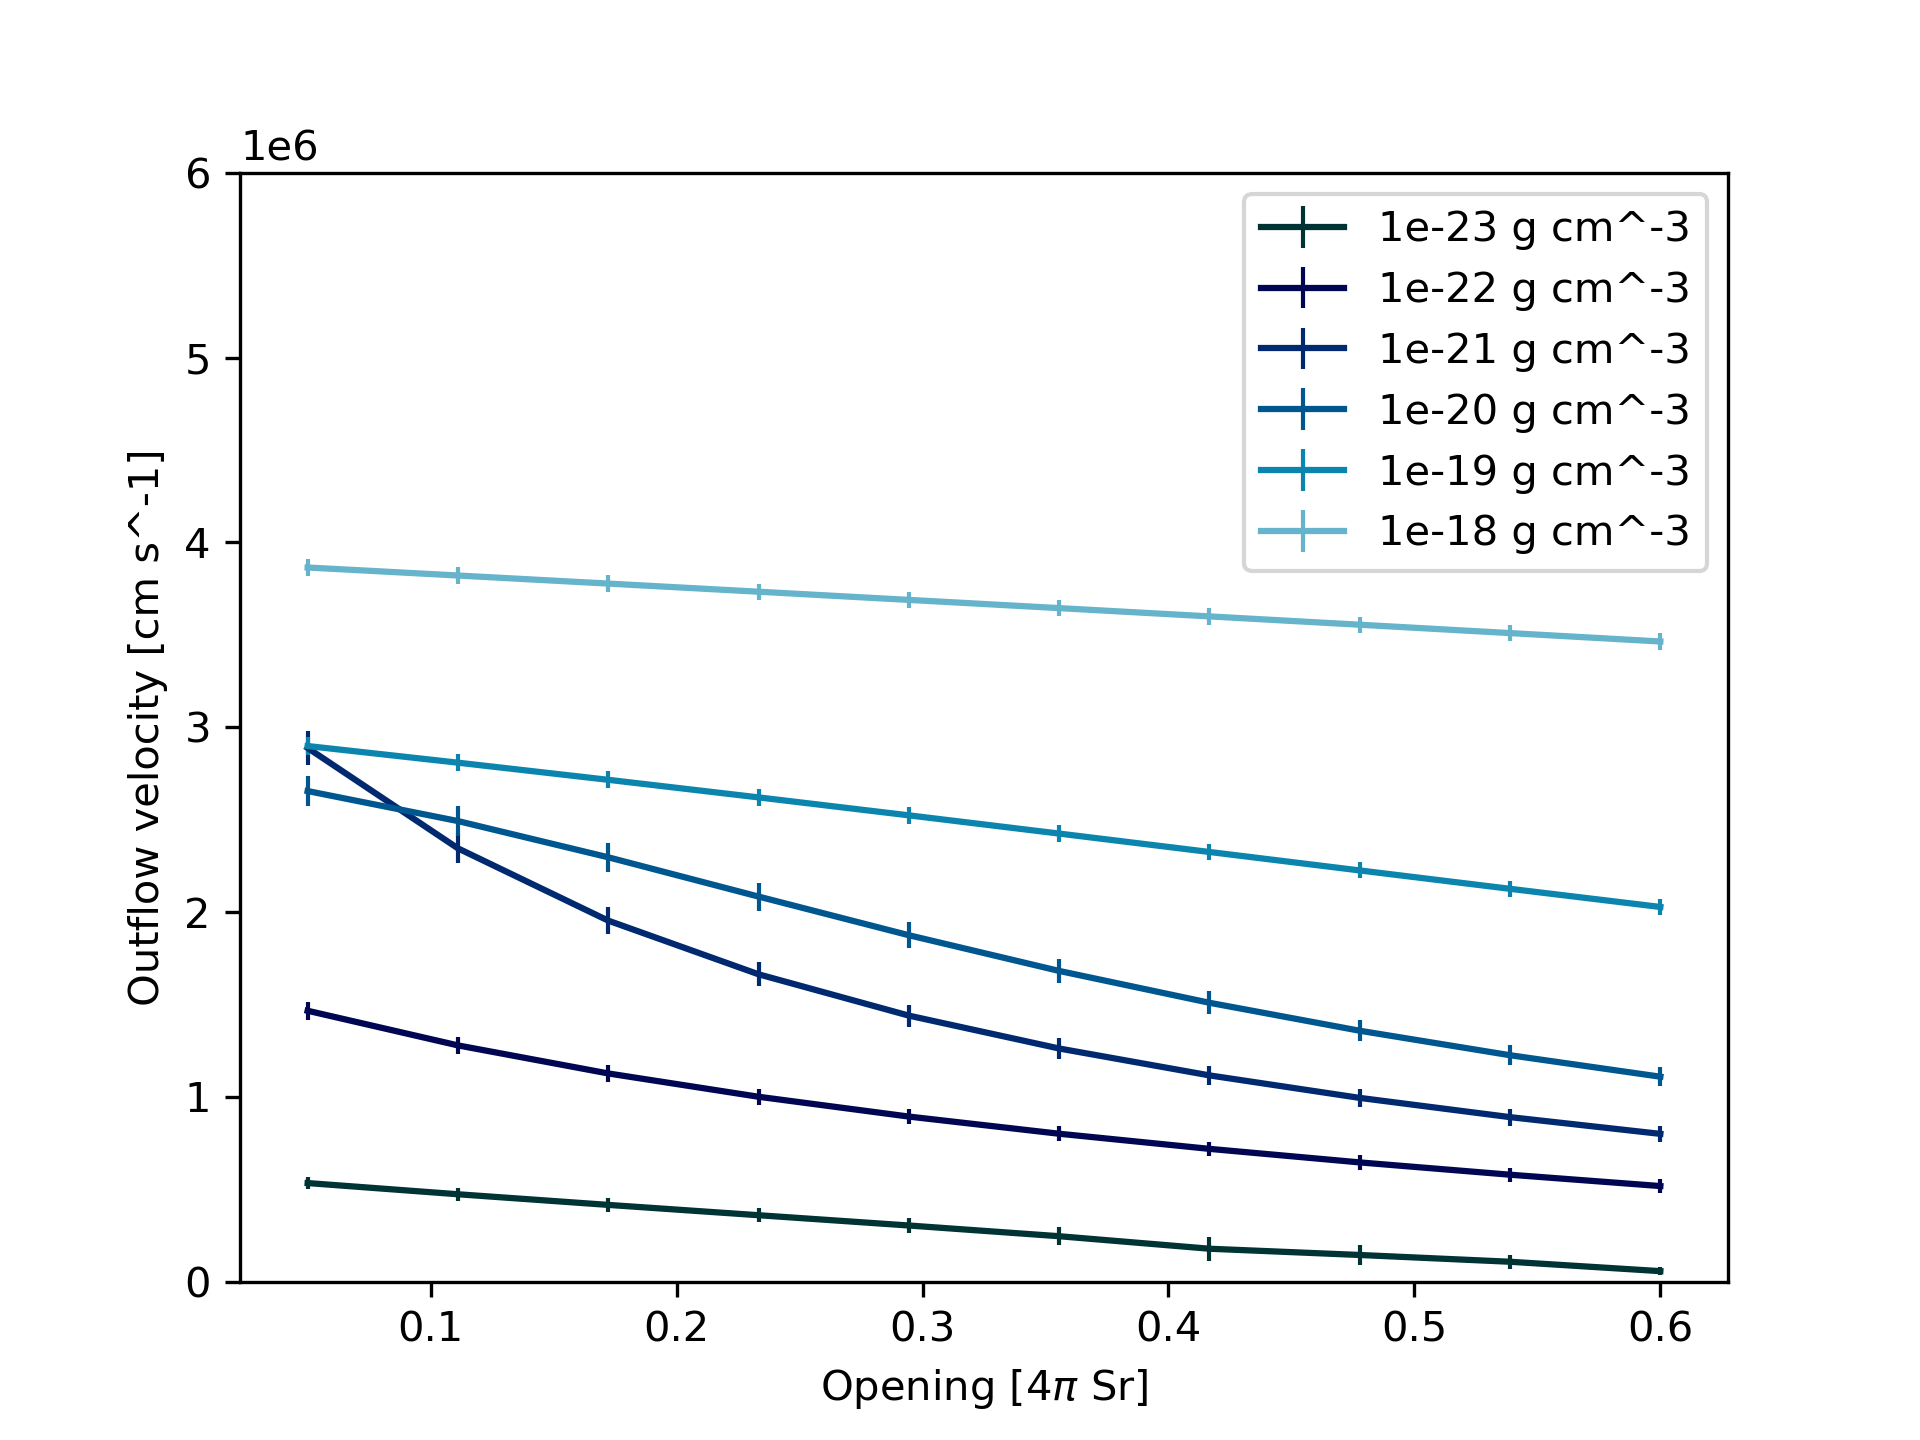 1e6
6
5
4
3
2
1
0
Outflow velocity [cm s^-1]
1e-23 g cm^-3
1e-22 g cm^-3
1e-21 g cm^-3
1e-20 g cm^-3
1e-19 g cm^-3
1e-18 g cm^-3
0.1 0.2 0.3 0.4 0.5 0.6
Opening [4π Sr]